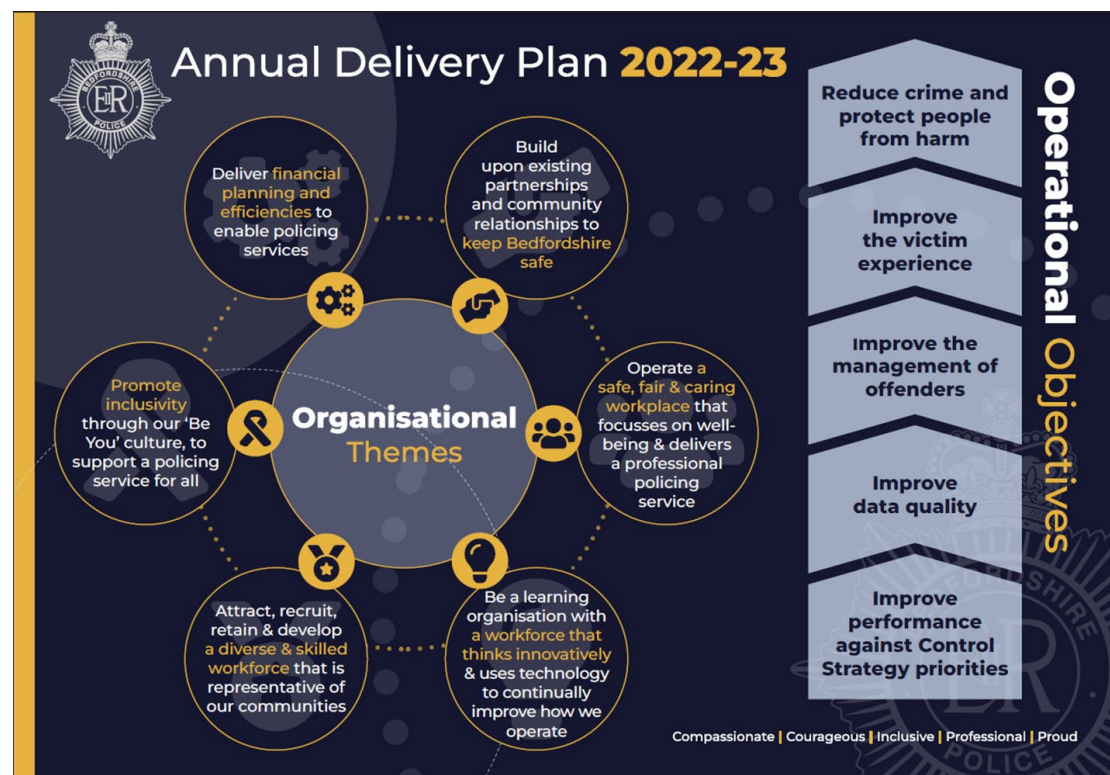 BEDFORDSHIRE
EIIR
POLICE
Annual Delivery Plan 2022-23
Deliver financial
planning and
efficiencies to
enable policing
services
Build
upon existing
partnerships
and community
relationships to
keep Bedfordshire
safe
Promote
inclusivity
through our ‘Be
You’ culture, to
support a policing
service for all
Organisational
Themes
Operate a
safe, fair & caring
workplace that
focusses on well-
being & delivers
a professional
policing
service
Attract, recruit,
retain & develop
a diverse & skilled
workforce that is
representative of
our communities
Be a learning
organisation with
a workforce that
thinks innovatively
& uses technology
to continually
improve how we
operate
Reduce crime and
protect people
from harm
Improve
the victim
experience
Improve the
management of
offenders
Improve
data quality
Improve
performance
against Control
Strategy priorities
Operational Objectives
Compassionate | Courageous | Inclusive | Professional | Proud